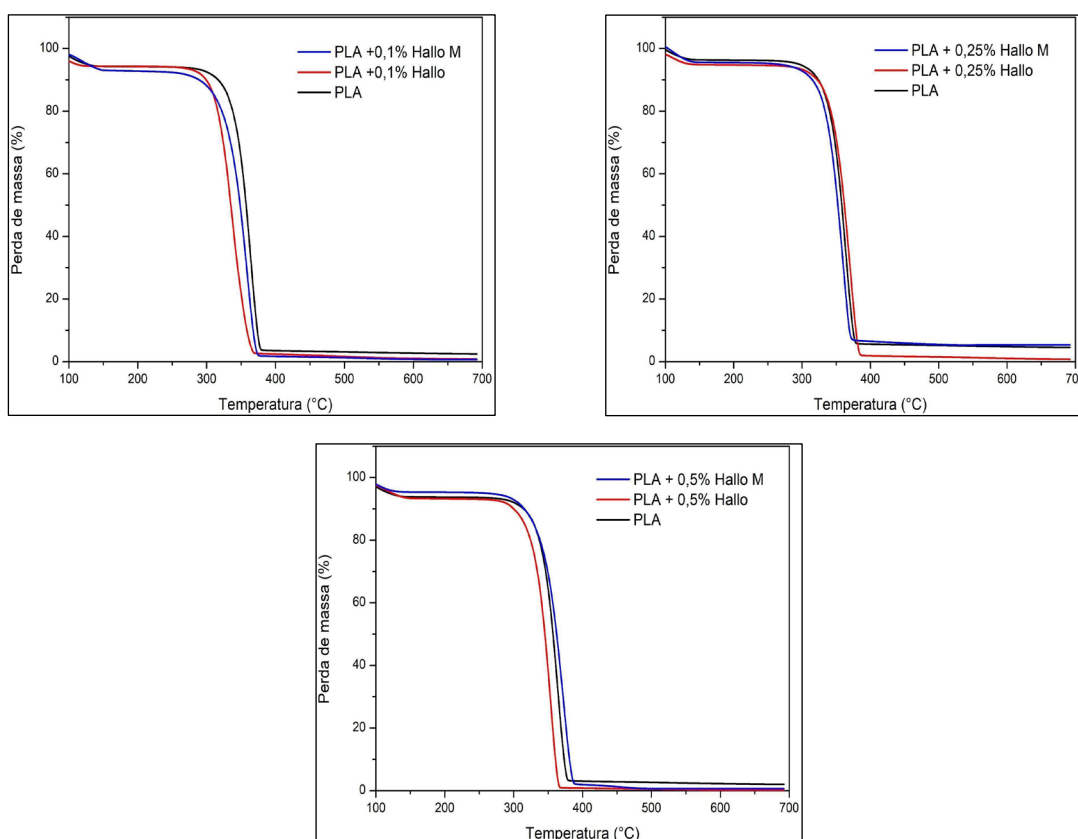 PLA +0,1% Hallo M
PLA +0,1% Hallo
PLA
Perda de massa (%)
100
80
60
40
20
0
100 200 300 400 500 600 700
Temperatura (°C)
PLA + 0,25% Hallo M
PLA + 0,25% Hallo
PLA
Perda de massa (%)
100
80
60
40
20
0
100 200 300 400 500 600 70
Temperatura (°C)
PLA + 0,5% Hallo M
PLA + 0,5% Hallo
PLA
Perda de massa (%)
100
80
60
40
20
0
100 200 300 400 500 600 700
Temperatura (°C)